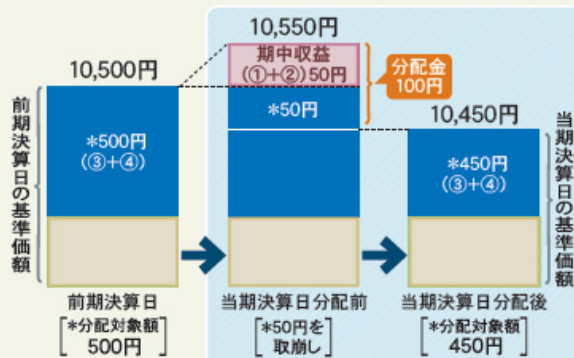 10,500円
前期決算日の基準価額
*500円
(③+④)
前期決算日
*分配対象額
500円
10,550円
期中収益
(①+②)50円
*50円
分配金
100円
当期決算日分配前
*50円を
取崩し
10,450円
*450円
(③+④)
当期決算日の基準価額
当期決算日分配後
*分配対象額
450円